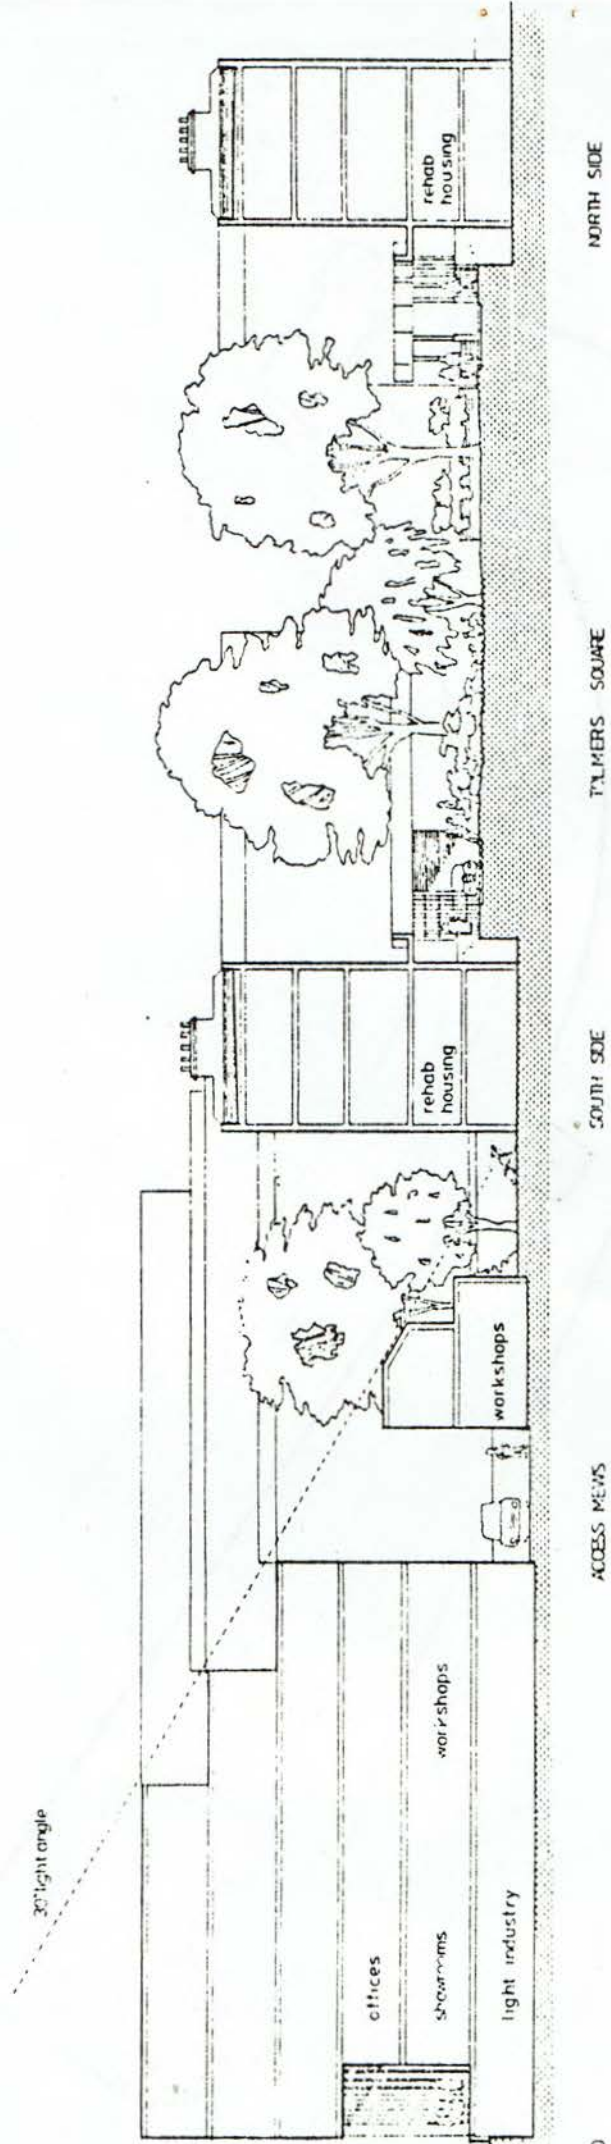 30° light angle
offices
showrooms
workshops
light industry
workshops
rehab
housing
rehab
housing
ACCESS MEWS
SOUTH SIDE
SQUARE
NORTH SIDE